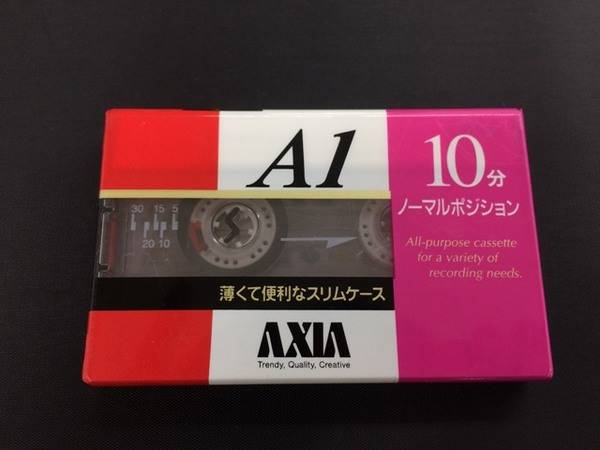 A1
10分
ノーマルポジション
All-purpose cassette
for a variety of
recording needs.
30 15 5
20 10
薄くて便利なスリムケース
AXIA
Trendy, Quality, Creative